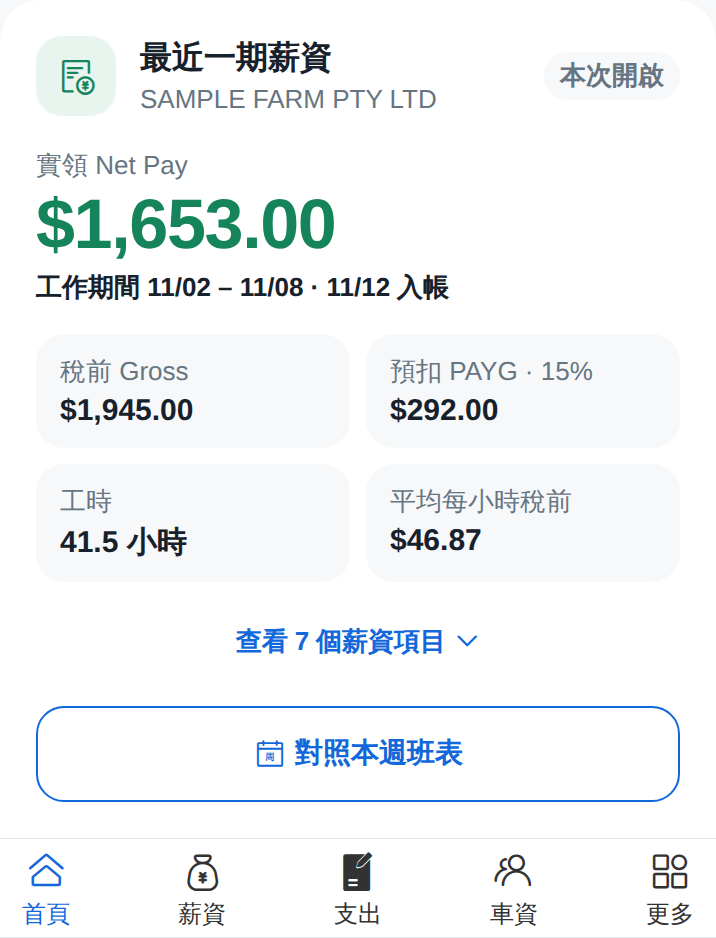 最近一期薪資
SAMPLE FARM PTY LTD
本次開啟
實領 Net Pay
$1,653.00
工作期間 11/02 – 11/08 · 11/12 入帳
稅前 Gross
$1,945.00
預扣 PAYG · 15%
$292.00
工時
41.5 小時
平均每小時稅前
$46.87
查看 7 個薪資項目
周
對照本週班表
首頁
薪資
支出
車資
更多